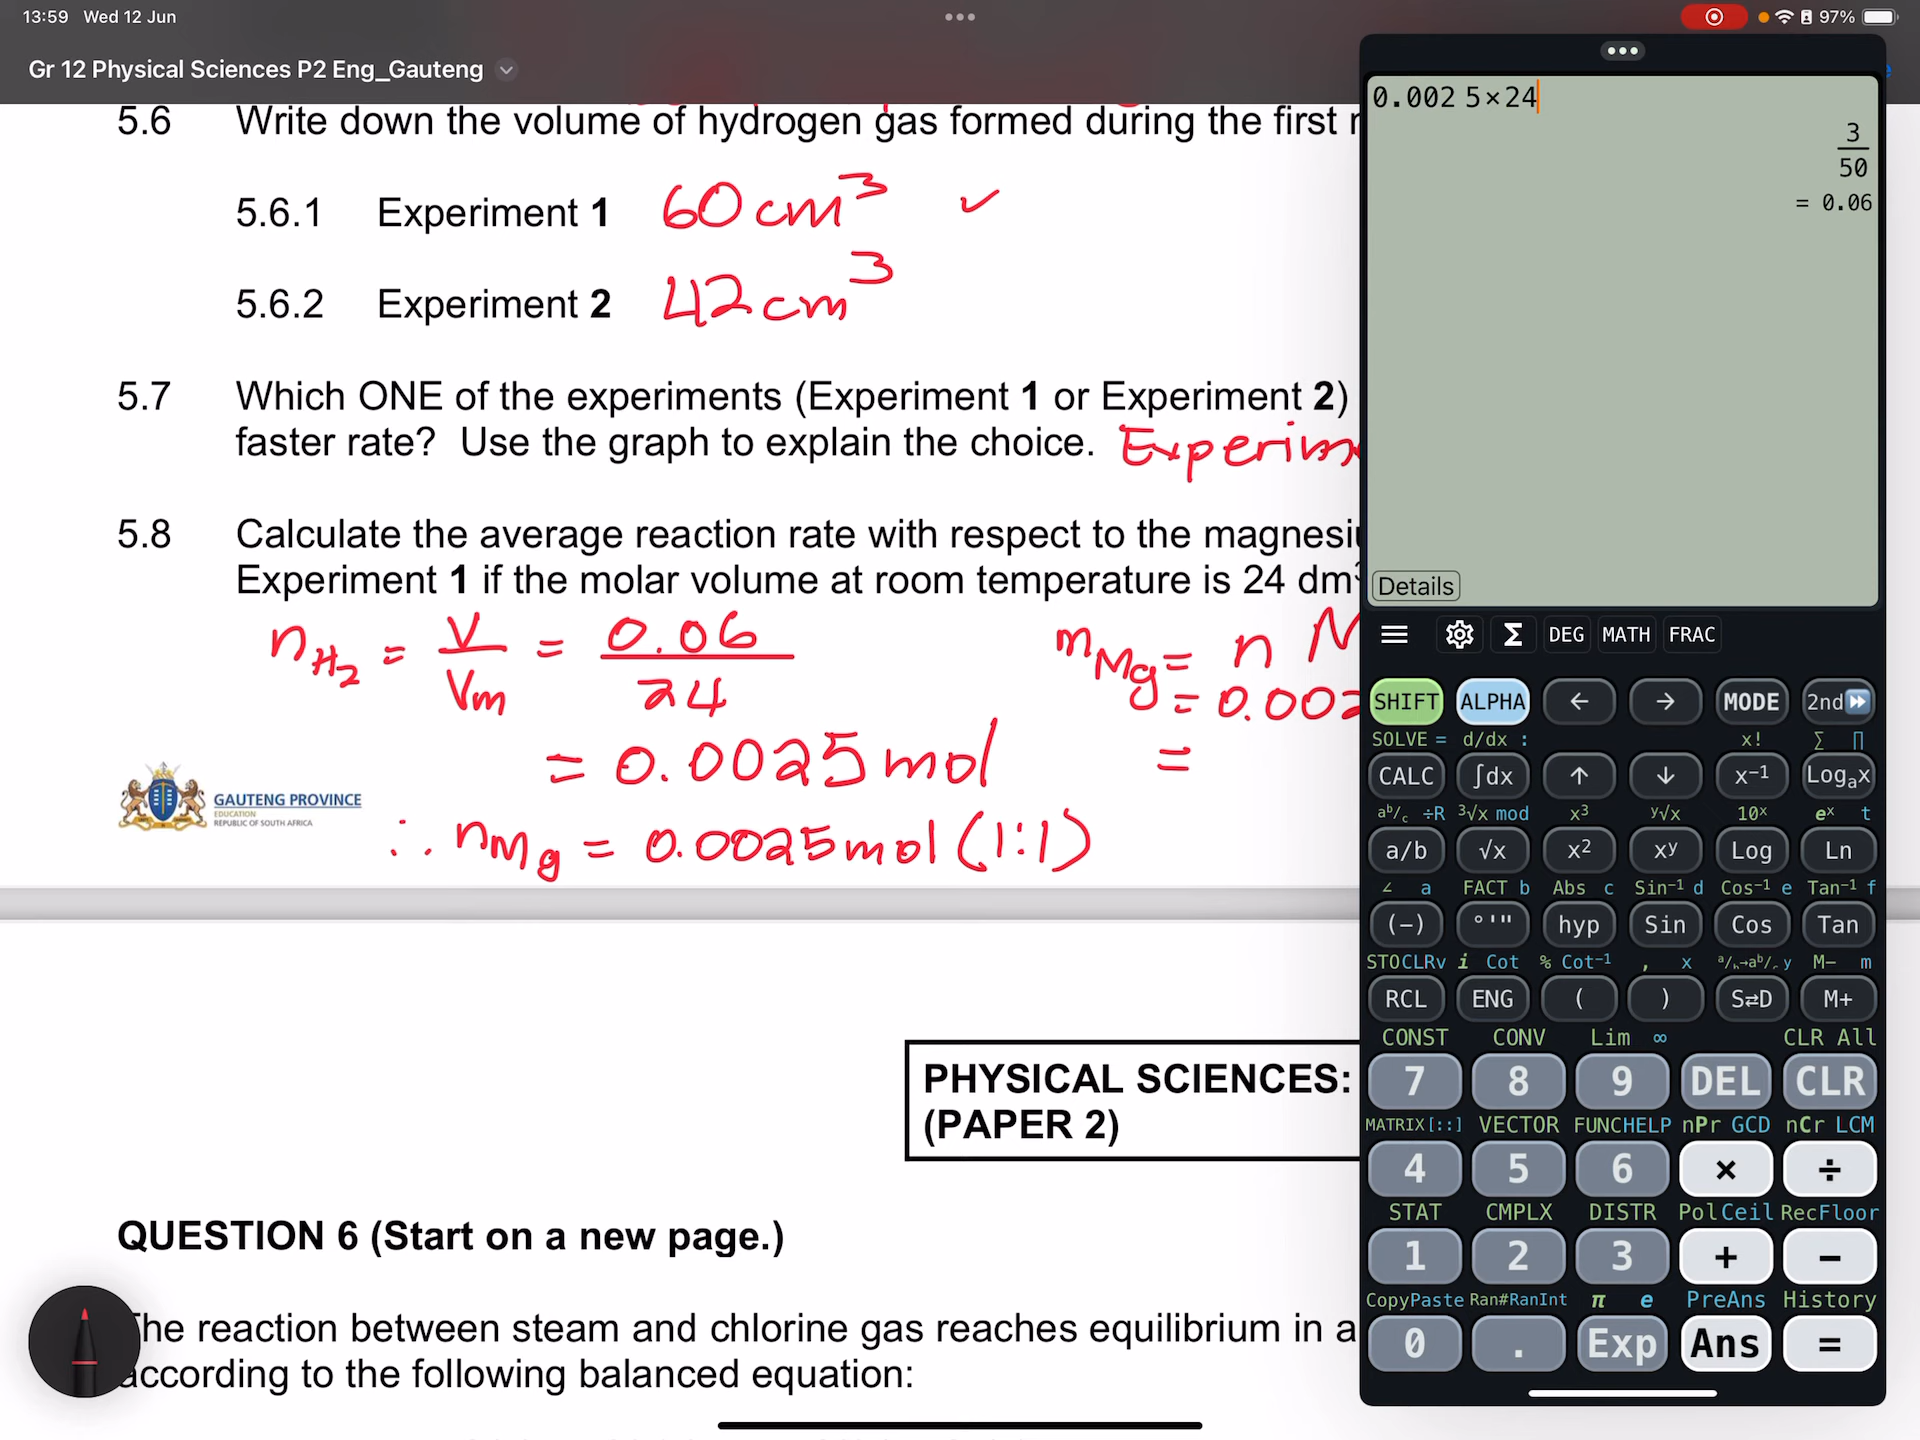 13:59 Wed 12 Jun
97%
Gr 12 Physical Sciences P2 Eng_Gauteng
5.6 Write down the volume of hydrogen gas formed during the first
5.6.1 Experiment 1 60 cm³ ✓
5.6.2 Experiment 2 42 cm³
5.7 Which ONE of the experiments (Experiment 1 or Experiment 2)
faster rate? Use the graph to explain the choice. Experim
5.8 Calculate the average reaction rate with respect to the magnesi
Experiment 1 if the molar volume at room temperature is 24 dm³
nH₂ = V/Vm = 0.06/24
= 0.0025 mol
∴ nMg = 0.0025 mol (1:1)
mMg = n M
= 0.002
=
GAUTENG PROVINCE
EDUCATION
REPUBLIC OF SOUTH AFRICA
PHYSICAL SCIENCES:
(PAPER 2)
QUESTION 6 (Start on a new page.)
The reaction between steam and chlorine gas reaches equilibrium in a
according to the following balanced equation:
0.002 5×24
3/50
= 0.06
Details
DEG MATH FRAC
SHIFT ALPHA ← → MODE 2nd
SOLVE = d/dx : x! ∑ ∏
CALC ∫dx ↑ ↓ x⁻¹ Logₐx
aᵇ/c ÷R ³√x mod x³ ʸ√x 10ˣ eˣ t
a/b √x x² xʸ Log Ln
∠ a FACT b Abs c Sin⁻¹ d Cos⁻¹ e Tan⁻¹ f
(−) °'" hyp Sin Cos Tan
STO CLRv i Cot % Cot⁻¹ , x y M− m
RCL ENG ( ) S⇄D M+
CONST CONV Lim ∞ CLR All
7 8 9 DEL CLR
MATRIX [::] VECTOR FUNC HELP nPr GCD nCr LCM
4 5 6 × ÷
STAT CMPLX DISTR Pol Ceil Rec Floor
1 2 3 + −
Copy Paste Ran# RanInt π e PreAns History
0 . Exp Ans =